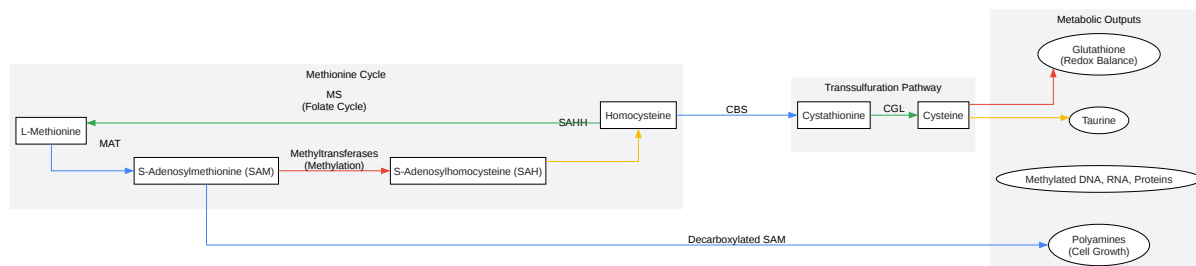 Metabolic Outputs
Glutathione
(Redox Balance)
Methionine Cycle
MS
(Folate Cycle)
Transsulfuration Pathway
L-Methionine
MAT
SAHH
Homocysteine
CBS
Cystathionine
CGL
Cysteine
Taurine
Methyltransferases
(Methylation)
S-Adenosylmethionine (SAM)
S-Adenosylhomocysteine (SAH)
Methylated DNA, RNA, Proteins
Decarboxylated SAM
Polyamines
(Cell Growth)